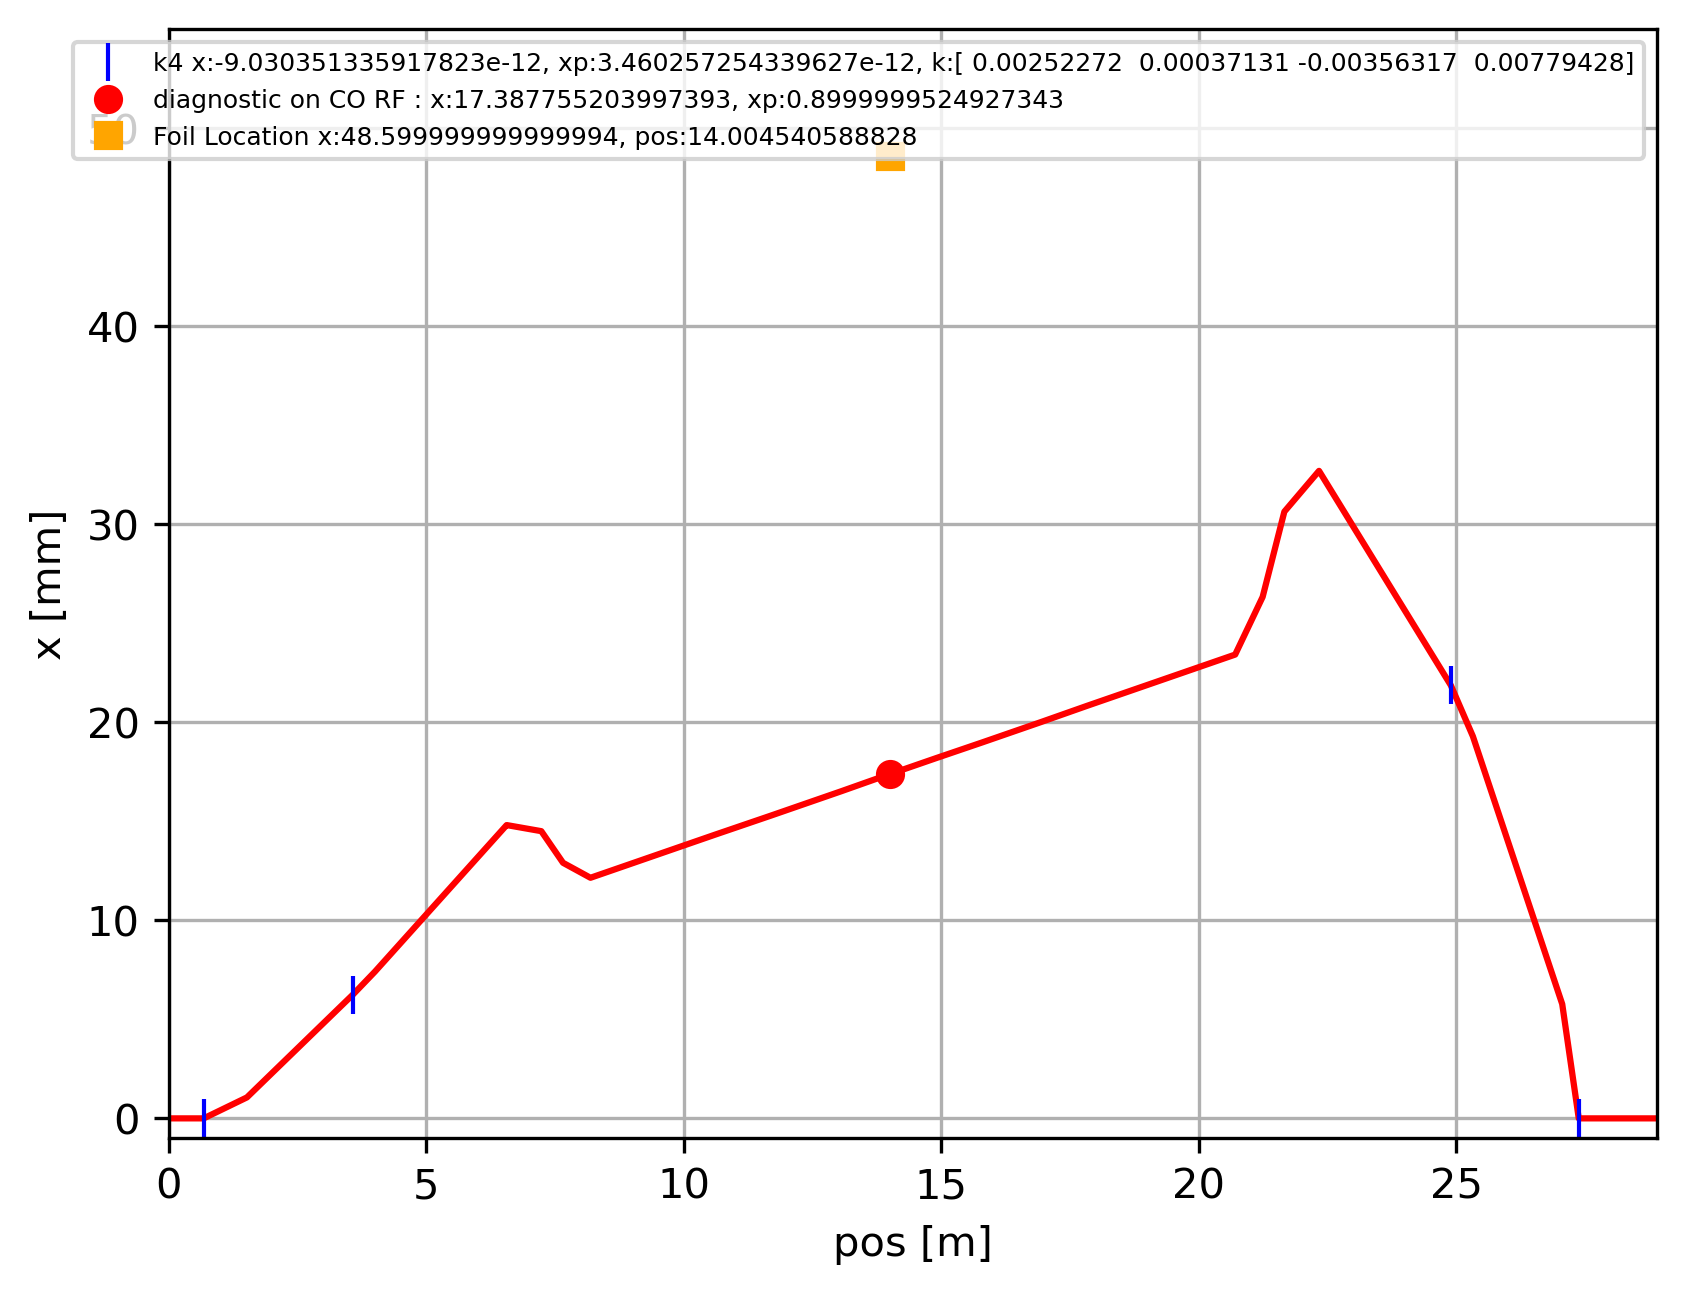 k4 x:-9.030351335917823e-12, xp:3.460257254339627e-12, k:[ 0.00252272  0.00037131 -0.00356317  0.00779428]
diagnostic on CO RF : x:17.387755203997393, xp:0.8999999524927343
Foil Location x:48.599999999999994, pos:14.004540588828
50
40
30
20
10
0
x [mm]
0 5 10 15 20 25
pos [m]